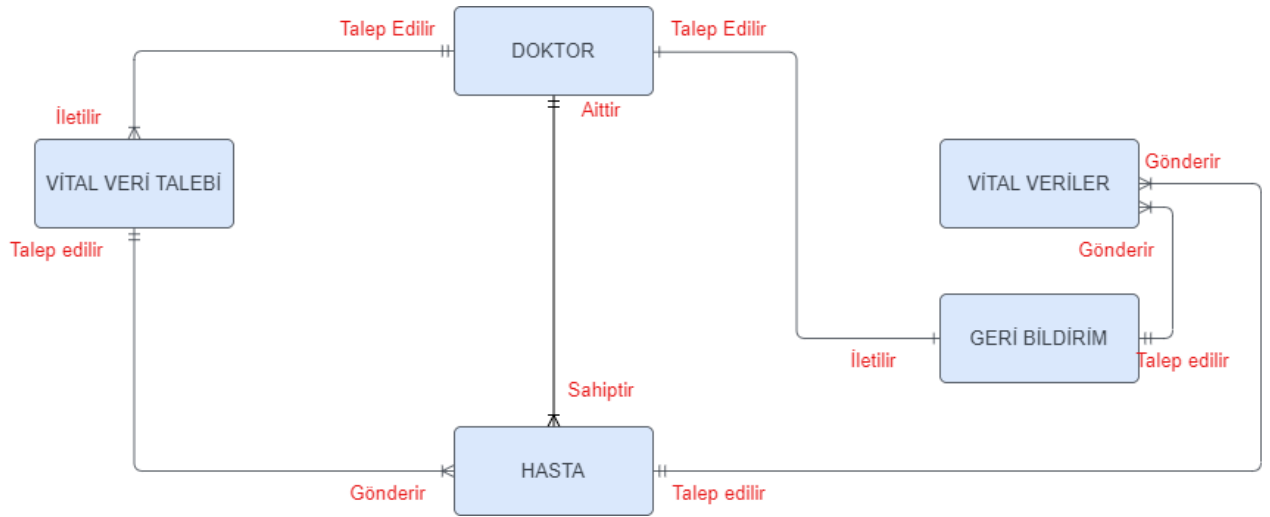 Talep Edilir
DOKTOR
Talep Edilir
İletilir
Aittir
VİTAL VERİ TALEBİ
VİTAL VERİLER
Gönderir
Talep edilir
Gönderir
GERİ BİLDİRİM
İletilir
Talep edilir
Sahiptir
HASTA
Gönderir
Talep edilir